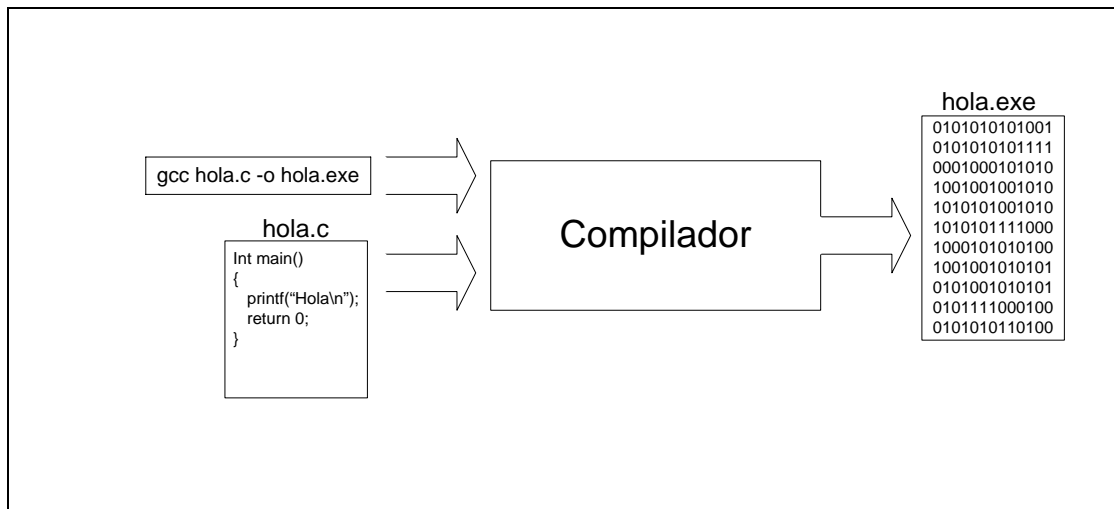 gcc hola.c -o hola.exe
hola.c
Int main()
{
printf(“Hola\n”);
return 0;
}
Compilador
hola.exe
0101010101001
0101010101111
0001000101010
1001001001010
1010101001010
1010101111000
1000101010100
1001001010101
0101001010101
0101111000100
0101010110100